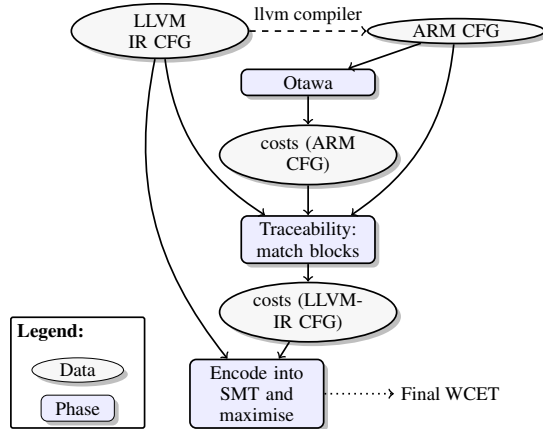 LLVM
IR CFG
llvm compiler
ARM CFG
Otawa
costs (ARM
CFG)
Traceability:
match blocks
costs (LLVM-
IR CFG)
Legend:
Data
Phase
Encode into
SMT and
maximise
Final WCET